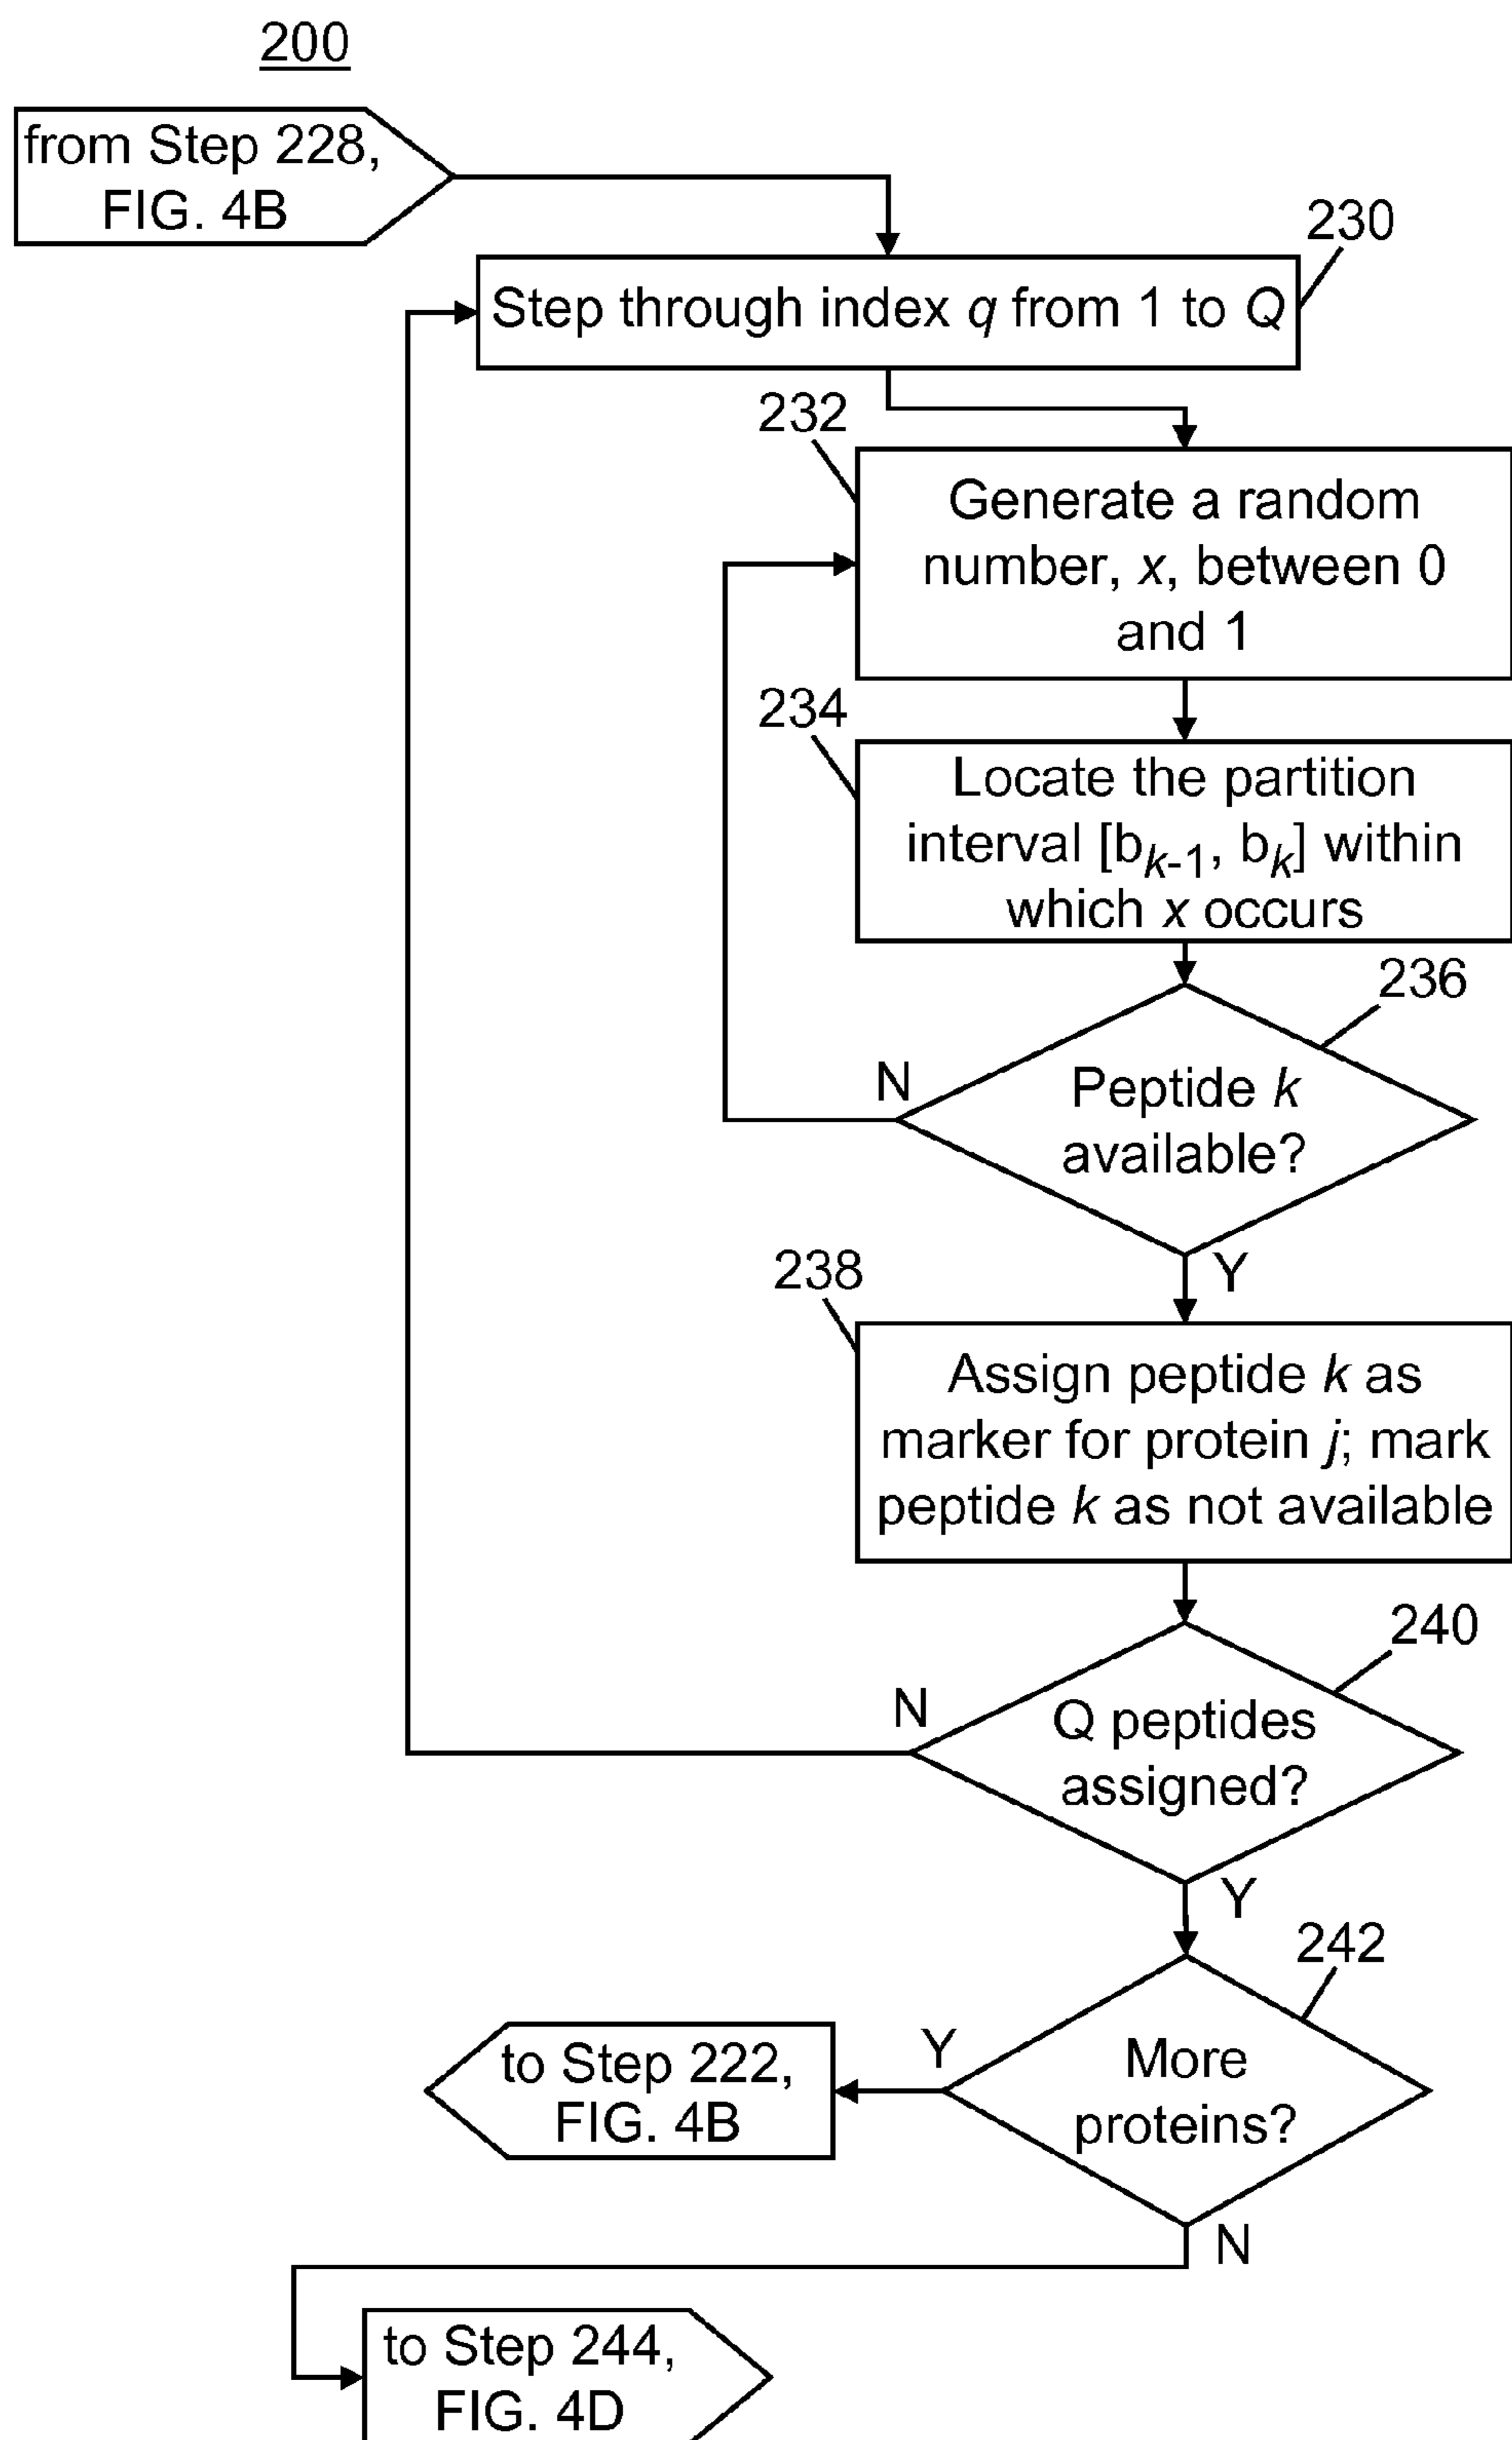 200
from Step 228,
FIG. 4B
230
Step through index q from 1 to Q
232
Generate a random
number, x, between 0
and 1
234
Locate the partition
interval [b_{k-1}, b_k] within
which x occurs
236
N
Peptide k
available?
Y
238
Assign peptide k as
marker for protein j; mark
peptide k as not available
240
N
Q peptides
assigned?
Y
242
Y
More
proteins?
to Step 222,
FIG. 4B
N
to Step 244,
FIG. 4D